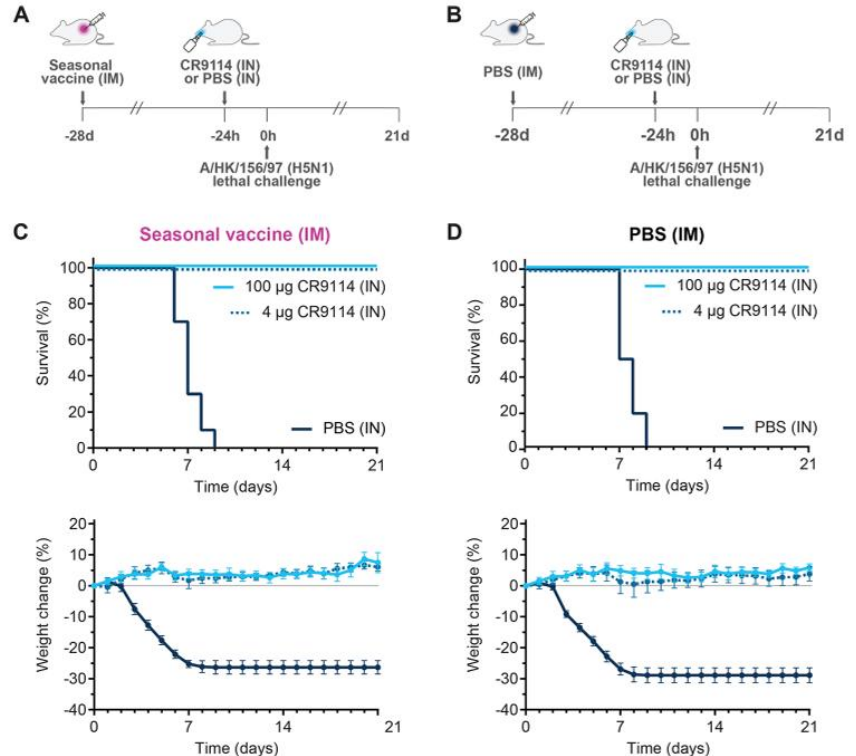 A
Seasonal
vaccine (IM)
CR9114 (IN)
or PBS (IN)
-28d
-24h
0h
21d
A/HK/156/97 (H5N1)
lethal challenge
B
PBS (IM)
CR9114 (IN)
or PBS (IN)
-28d
-24h
0h
21d
A/HK/156/97 (H5N1)
lethal challenge
C
Seasonal vaccine (IM)
Survival (%)
100
80
60
40
20
0
100 µg CR9114 (IN)
4 µg CR9114 (IN)
PBS (IN)
0
7
14
21
Time (days)
Weight change (%)
20
10
0
-10
-20
-30
-40
0
7
14
21
Time (days)
D
PBS (IM)
Survival (%)
100
80
60
40
20
0
100 µg CR9114 (IN)
4 µg CR9114 (IN)
PBS (IN)
0
7
14
21
Time (days)
Weight change (%)
20
10
0
-10
-20
-30
-40
0
7
14
21
Time (days)